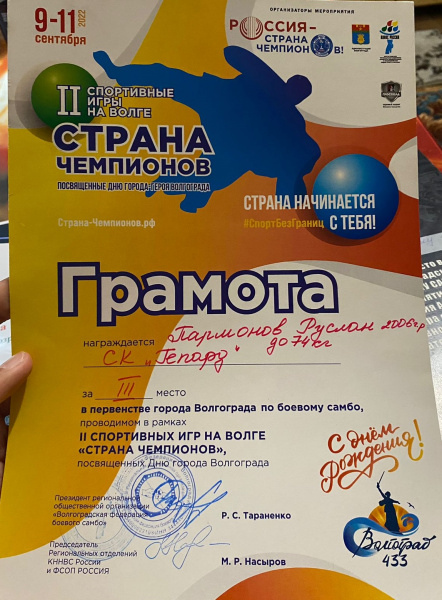 9-11
2022
СЕНТЯБРЯ
ОРГАНИЗАТОРЫ МЕРОПРИЯТИЯ
РОССИЯ-
СТРАНА
ЧЕМПИОНОВ!
II СПОРТИВНЫЕ
ИГРЫ
НА ВОЛГЕ
СТРАНА
ЧЕМПИОНОВ
ПОСВЯЩЕННЫЕ ДНЮ ГОРОДА-ГЕРОЯ ВОЛГОГРАДА
Страна-Чемпионов.рф
СТРАНА НАЧИНАЕТСЯ
#СпортБезГраниц С ТЕБЯ!
Грамота
награждается Пармонов Руслан 2006г.р
СК "Гепард" до 74 кг
за III место
в первенстве города Волгограда по боевому самбо,
проводимом в рамках
II СПОРТИВНЫХ ИГР НА ВОЛГЕ
«СТРАНА ЧЕМПИОНОВ»,
посвященных Дню города Волгограда
С днём
Рождения!
Президент региональной
общественной организации
«Волгоградская федерация
боевого самбо»
Р. С. Тараненко
Председатель
Региональных отделений
КННВС России
и ФСОП РОССИЯ
М. Р. Насыров
Волгоград
433